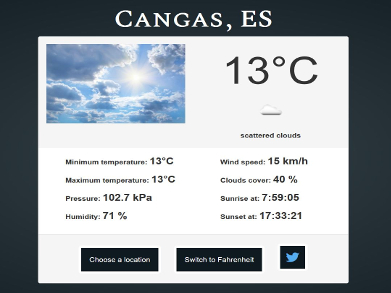 Cangas, ES
13°C
scattered clouds
Minimum temperature: 13°C
Maximum temperature: 13°C
Pressure: 102.7 kPa
Humidity: 71 %
Wind speed: 15 km/h
Clouds cover: 40 %
Sunrise at: 7:59:05
Sunset at: 17:33:21
Choose a location
Switch to Fahrenheit